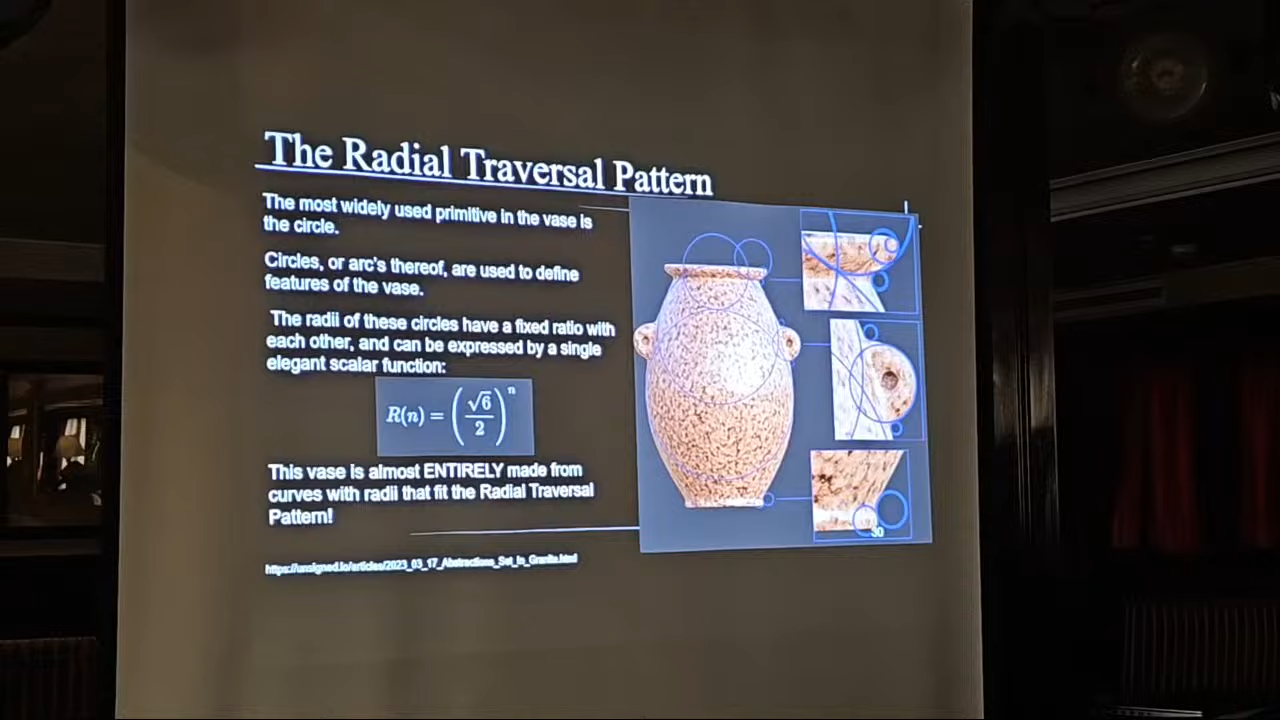 The Radial Traversal Pattern
The most widely used primitive in the vase is
the circle.
Circles, or arc's thereof, are used to define
features of the vase.
The radii of these circles have a fixed ratio with
each other, and can be expressed by a single
elegant scalar function:
R(n) = (√6/2)^n
This vase is almost ENTIRELY made from
curves with radii that fit the Radial Traversal
Pattern!
https://unsigned.io/articles/2023_03_17_Abstractions_Set_In_Granite.html
30